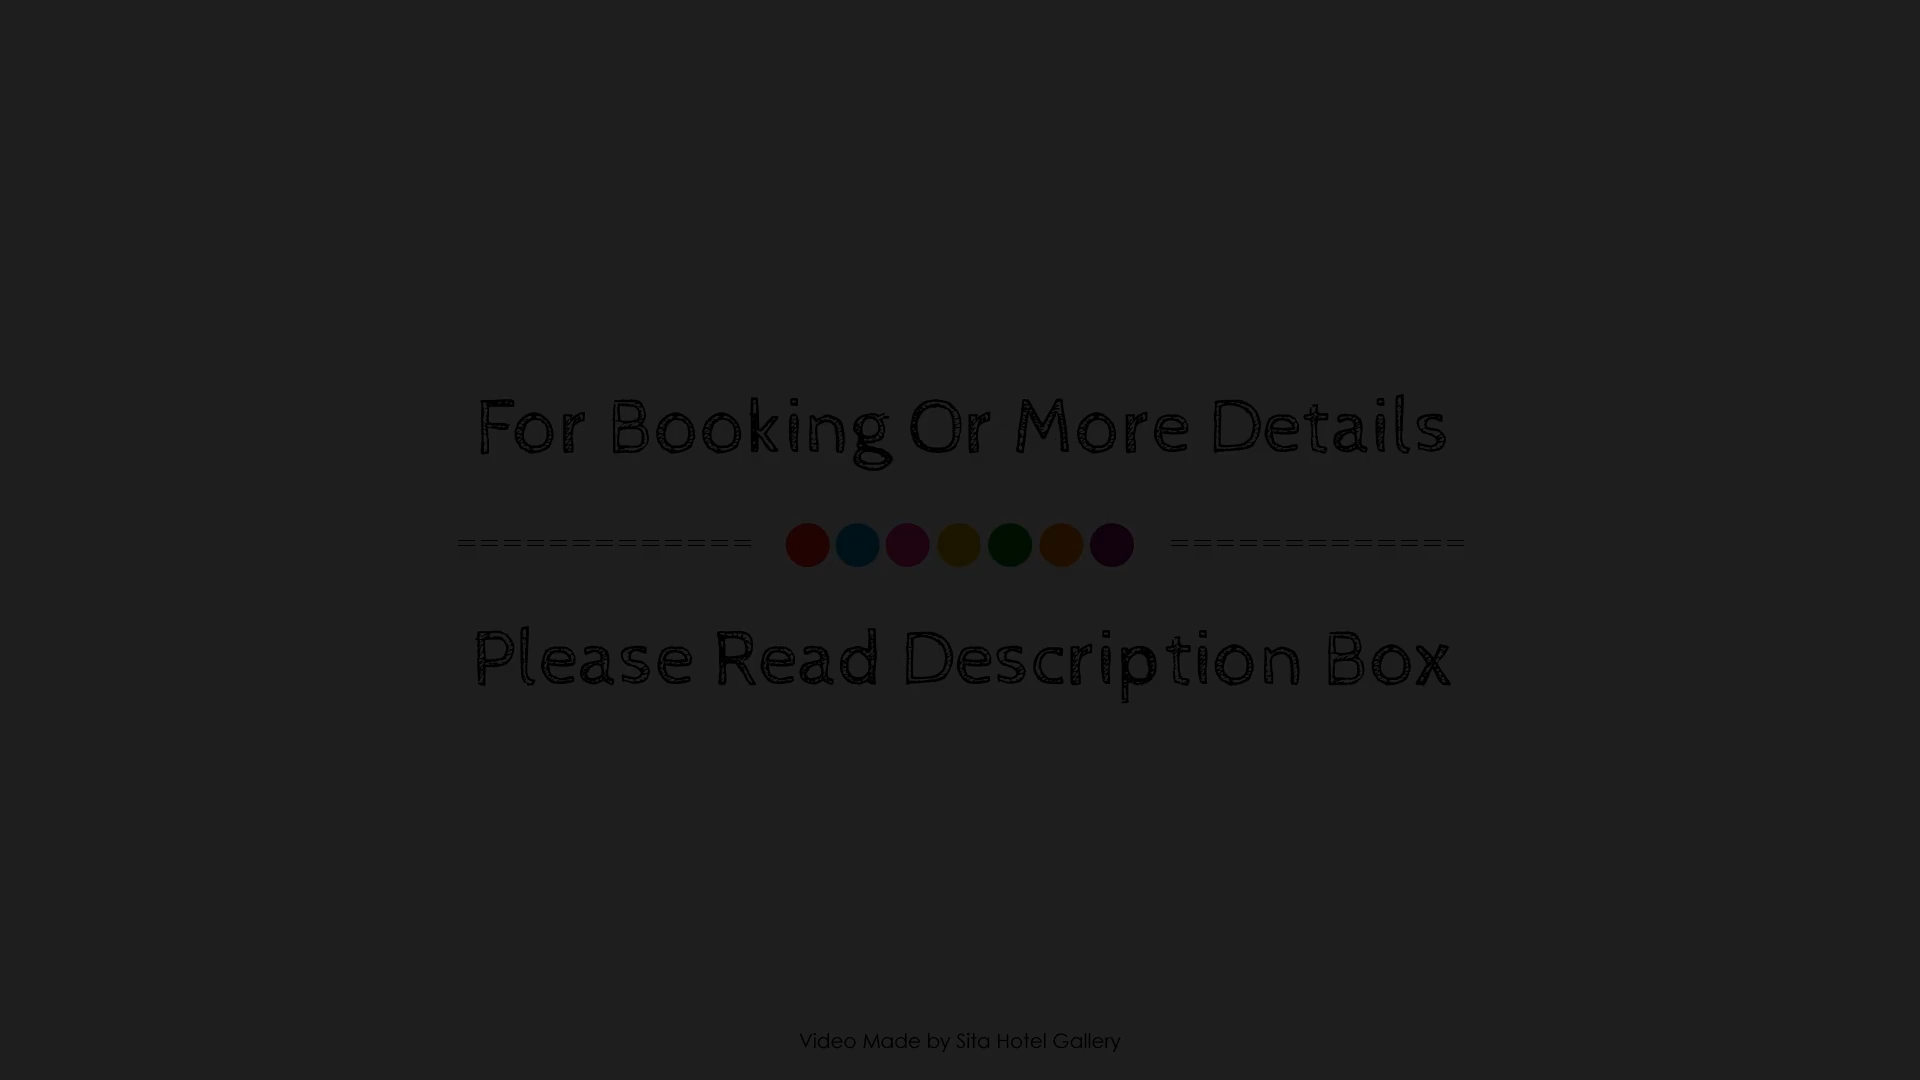 For Booking Or More Details
============= =============
Please Read Description Box
Video Made by Sita Hotel Gallery